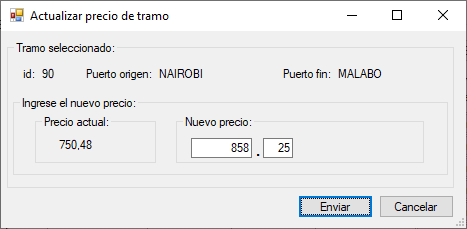 Actualizar precio de tramo
Tramo seleccionado:
id: 90 Puerto origen: NAIROBI Puerto fin: MALABO
Ingrese el nuevo precio:
Precio actual: Nuevo precio:
750,48 858 . 25
Enviar Cancelar